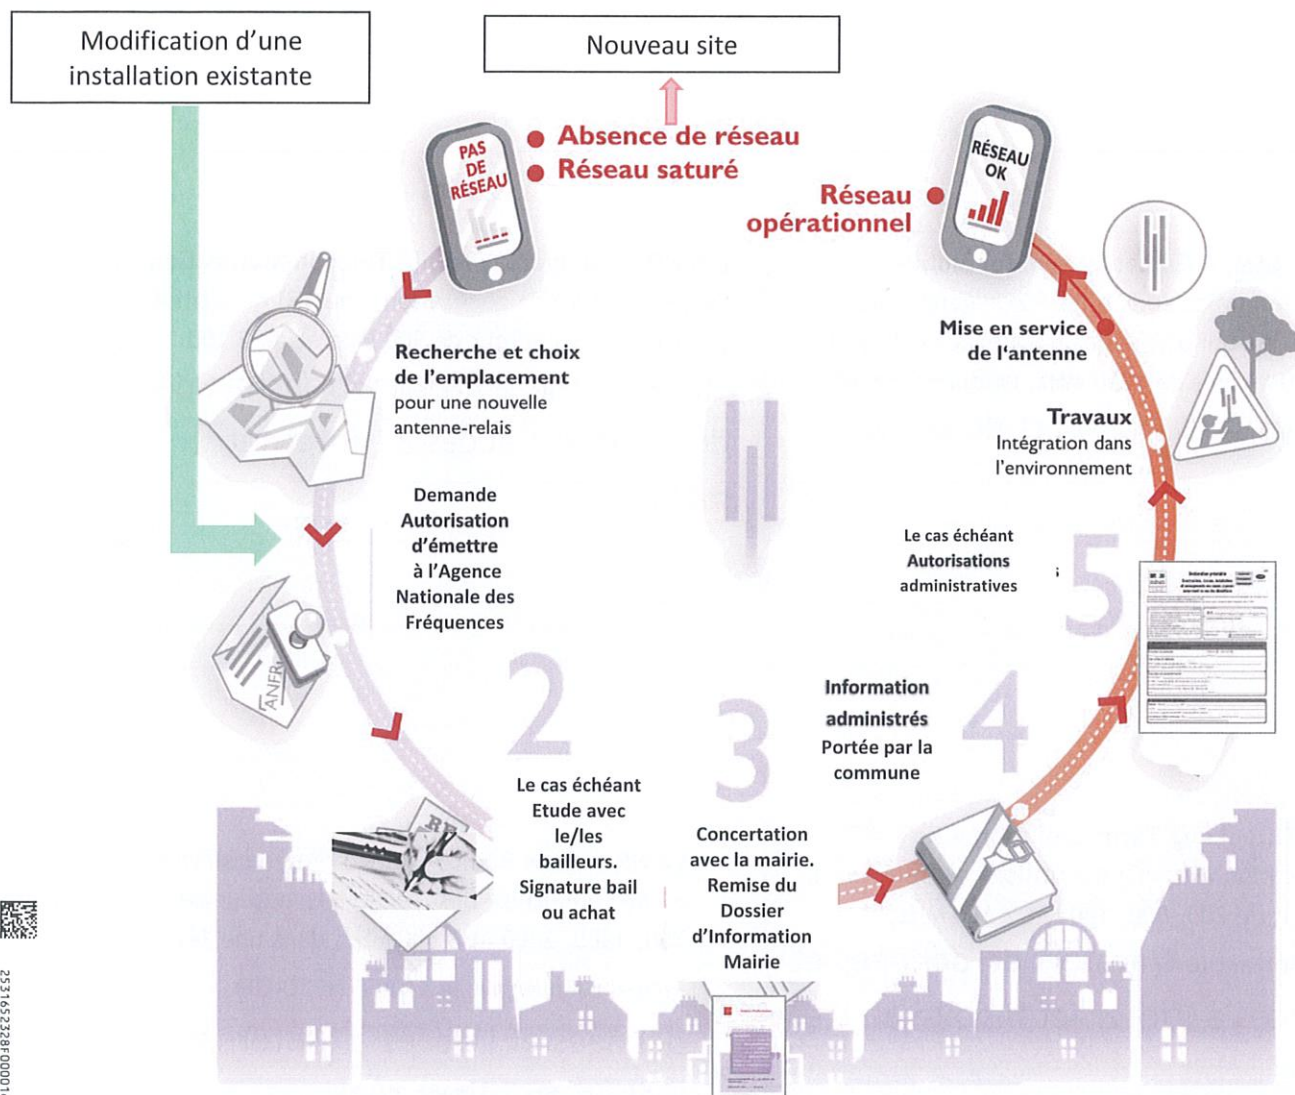 Modification d'une
installation existante
Nouveau site
Absence de réseau
Réseau saturé
PAS
DE
RÉSEAU
RÉSEAU
OK
Réseau
opérationnel
Recherche et choix
de l'emplacement
pour une nouvelle
antenne-relais
Mise en service
de l'antenne
Travaux
Intégration dans
l'environnement
Demande
Autorisation
d'émettre
à l'Agence
Nationale des
Fréquences
ANFR
Le cas échéant
Autorisations
administratives
5
2
Le cas échéant
Etude avec
le/les
bailleurs.
Signature bail
ou achat
3
Concertation
avec la mairie.
Remise du
Dossier
d'Information
Mairie
4
Information
administrés
Portée par la
commune